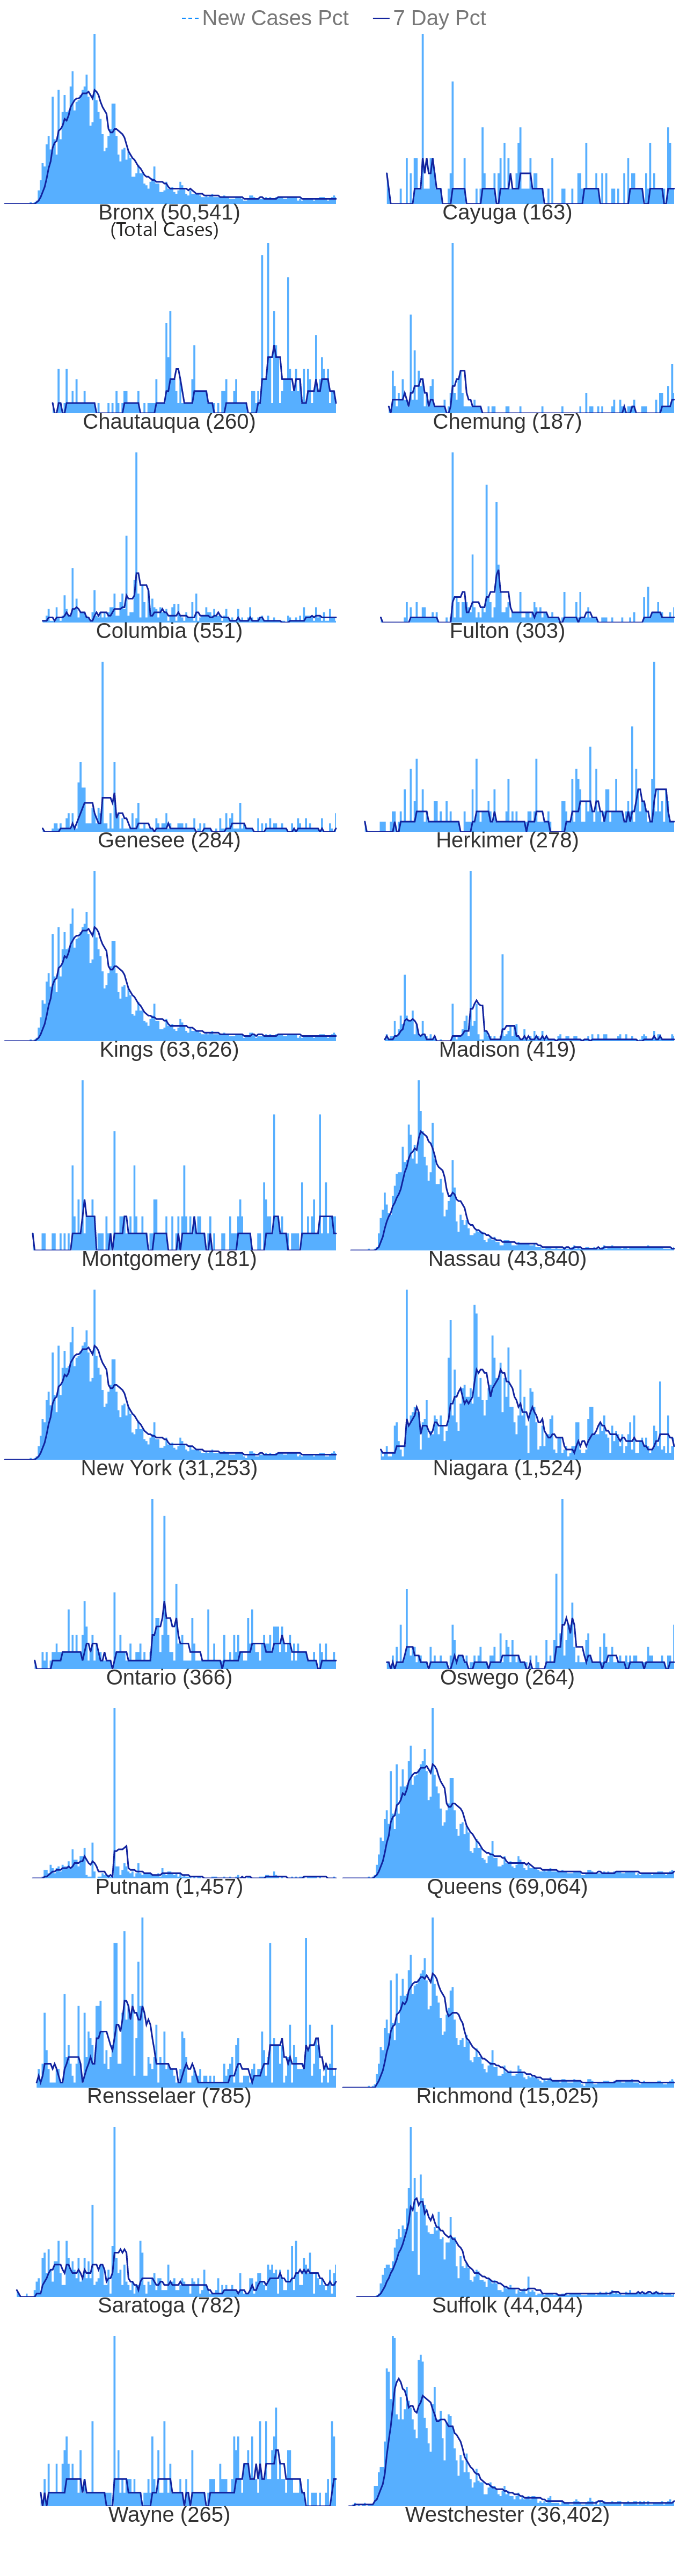 New Cases Pct 7 Day Pct
Bronx (50,541) Cayuga (163)
(Total Cases)
Chautauqua (260) Chemung (187)
Columbia (551) Fulton (303)
Genesee (284) Herkimer (278)
Kings (63,626) Madison (419)
Montgomery (181) Nassau (43,840)
New York (31,253) Niagara (1,524)
Ontario (366) Oswego (264)
Putnam (1,457) Queens (69,064)
Rensselaer (785) Richmond (15,025)
Saratoga (782) Suffolk (44,044)
Wayne (265) Westchester (36,402)